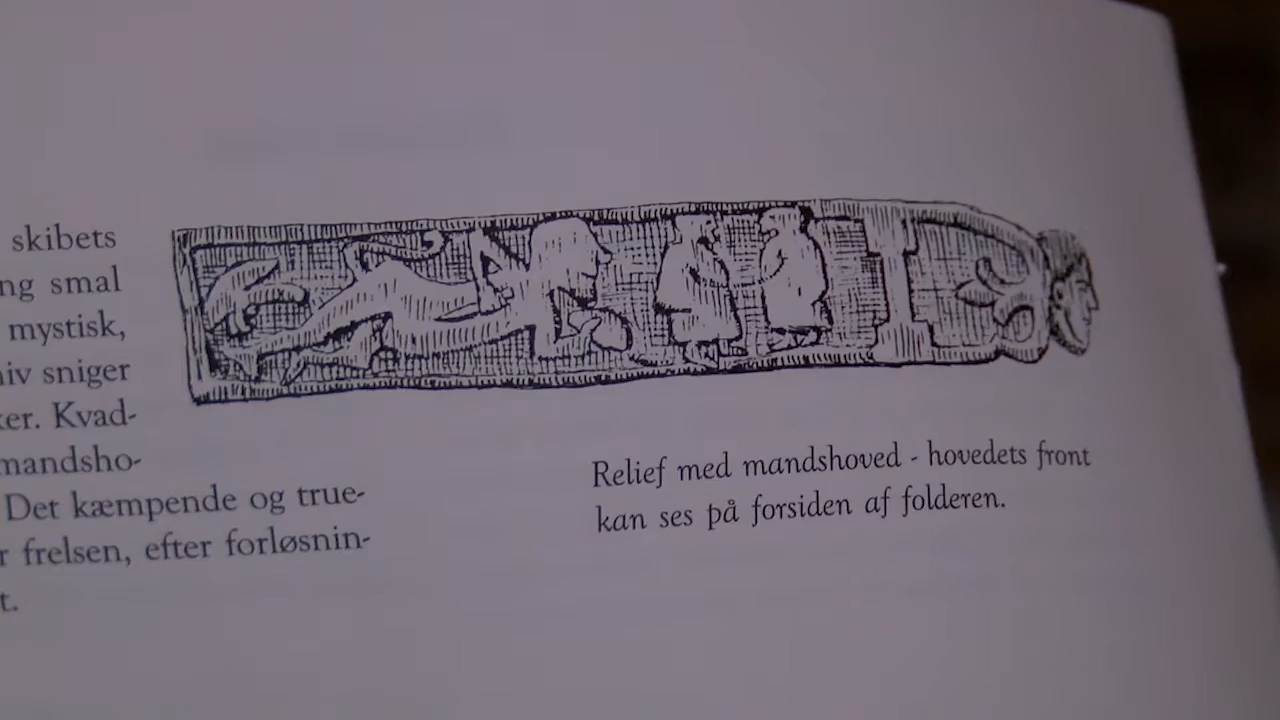 skibets
ng smal
mystisk,
niv sniger
ker. Kvad-
mandsho-
Det kæmpende og true-
r frelsen, efter forløsnin-
t.
Relief med mandshoved - hovedets front
kan ses på forsiden af folderen.